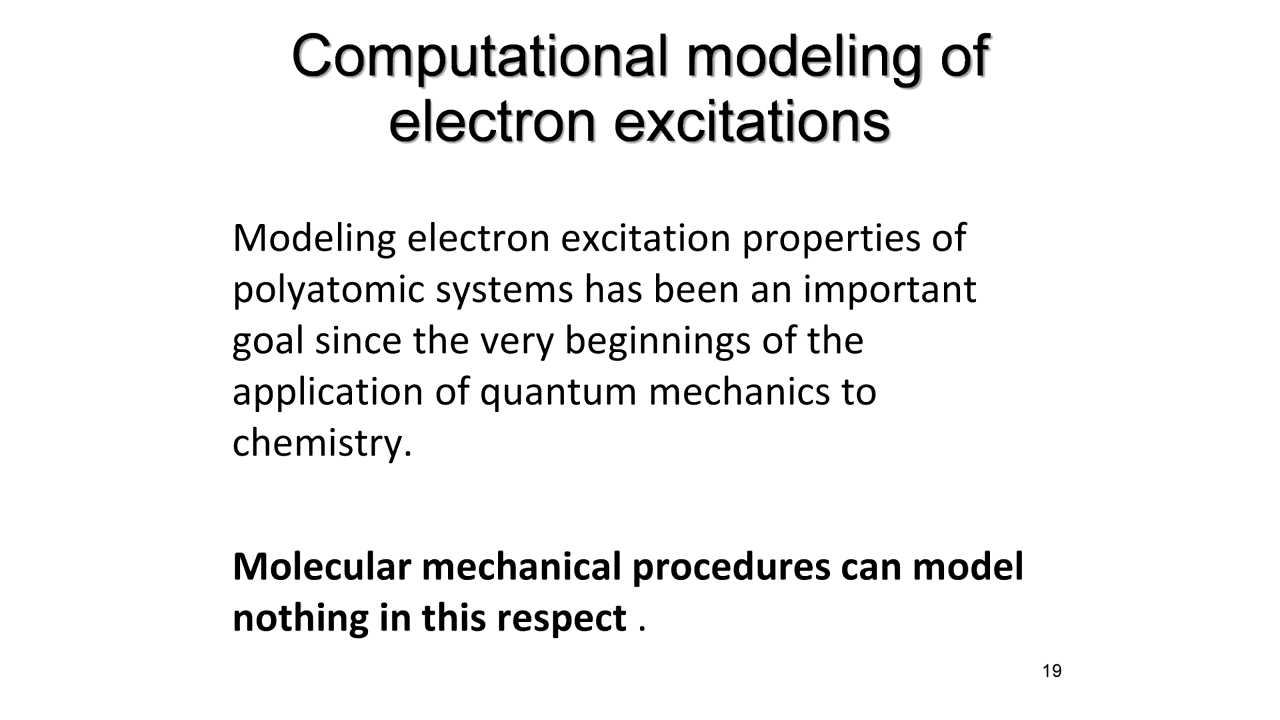 Computational modeling of
electron excitations
Modeling electron excitation properties of
polyatomic systems has been an important
goal since the very beginnings of the
application of quantum mechanics to
chemistry.
Molecular mechanical procedures can model
nothing in this respect .
19